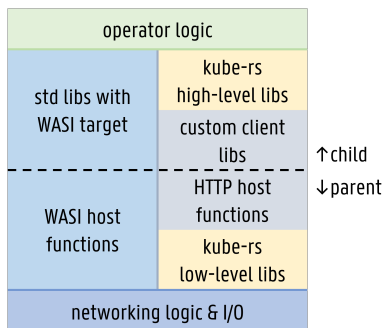 operator logic
std libs with
WASI target
kube-rs
high-level libs
custom client
libs
↑child
↓parent
WASI host
functions
HTTP host
functions
kube-rs
low-level libs
networking logic & I/O